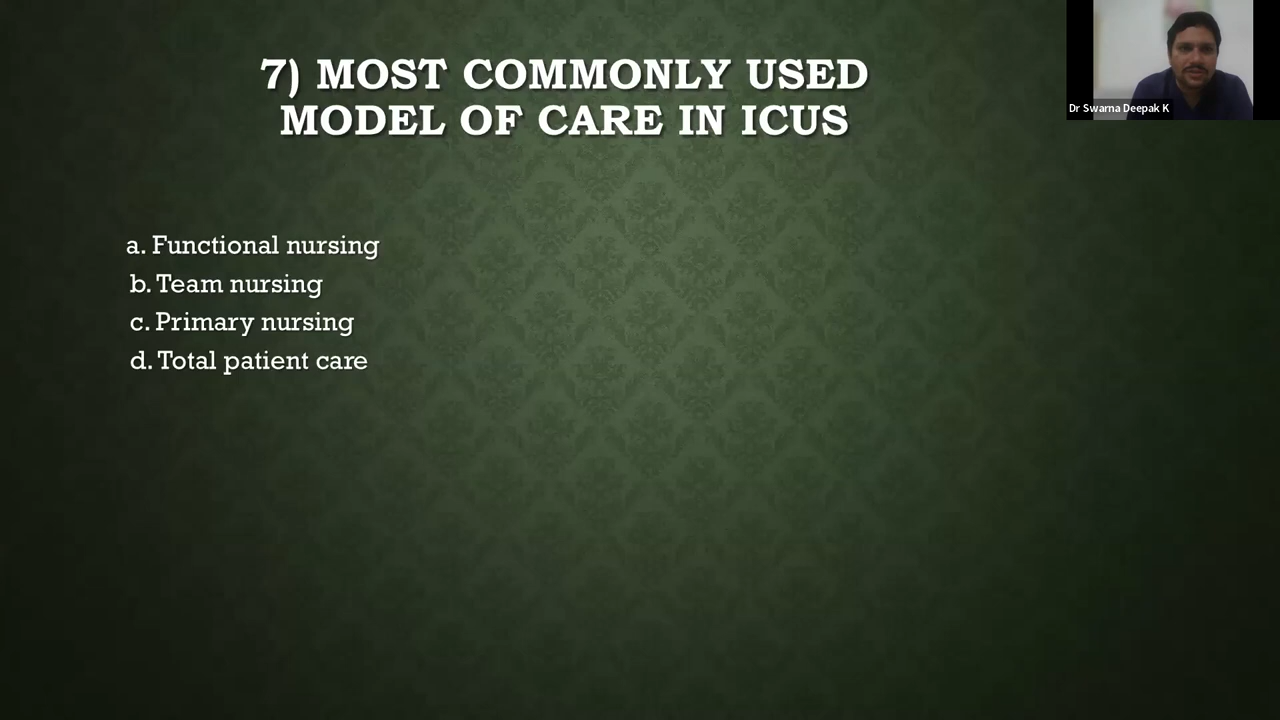 7) MOST COMMONLY USED
MODEL OF CARE IN ICUS
Dr Swarna Deepak K
a. Functional nursing
b. Team nursing
c. Primary nursing
d. Total patient care